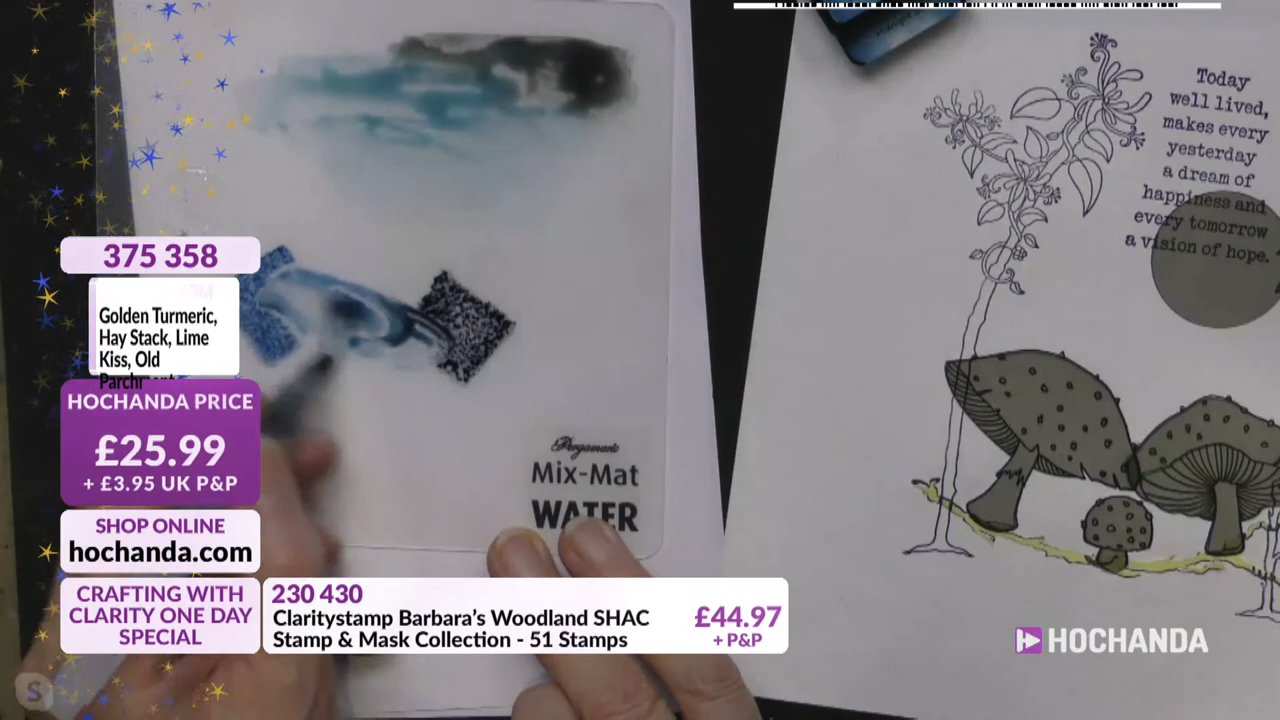 Today
well lived,
makes every
yesterday
a dream of
happiness and
every tomorrow
a vision of hope.
375 358
Golden Turmeric,
Hay Stack, Lime
Kiss, Old
HOCHANDA PRICE
£25.99
+ £3.95 UK P&P
SHOP ONLINE
hochanda.com
CRAFTING WITH
CLARITY ONE DAY
SPECIAL
230 430
Claritystamp Barbara's Woodland SHAC
Stamp & Mask Collection - 51 Stamps
£44.97
+ P&P
Pergamano
Mix-Mat
WATER
HOCHANDA
S